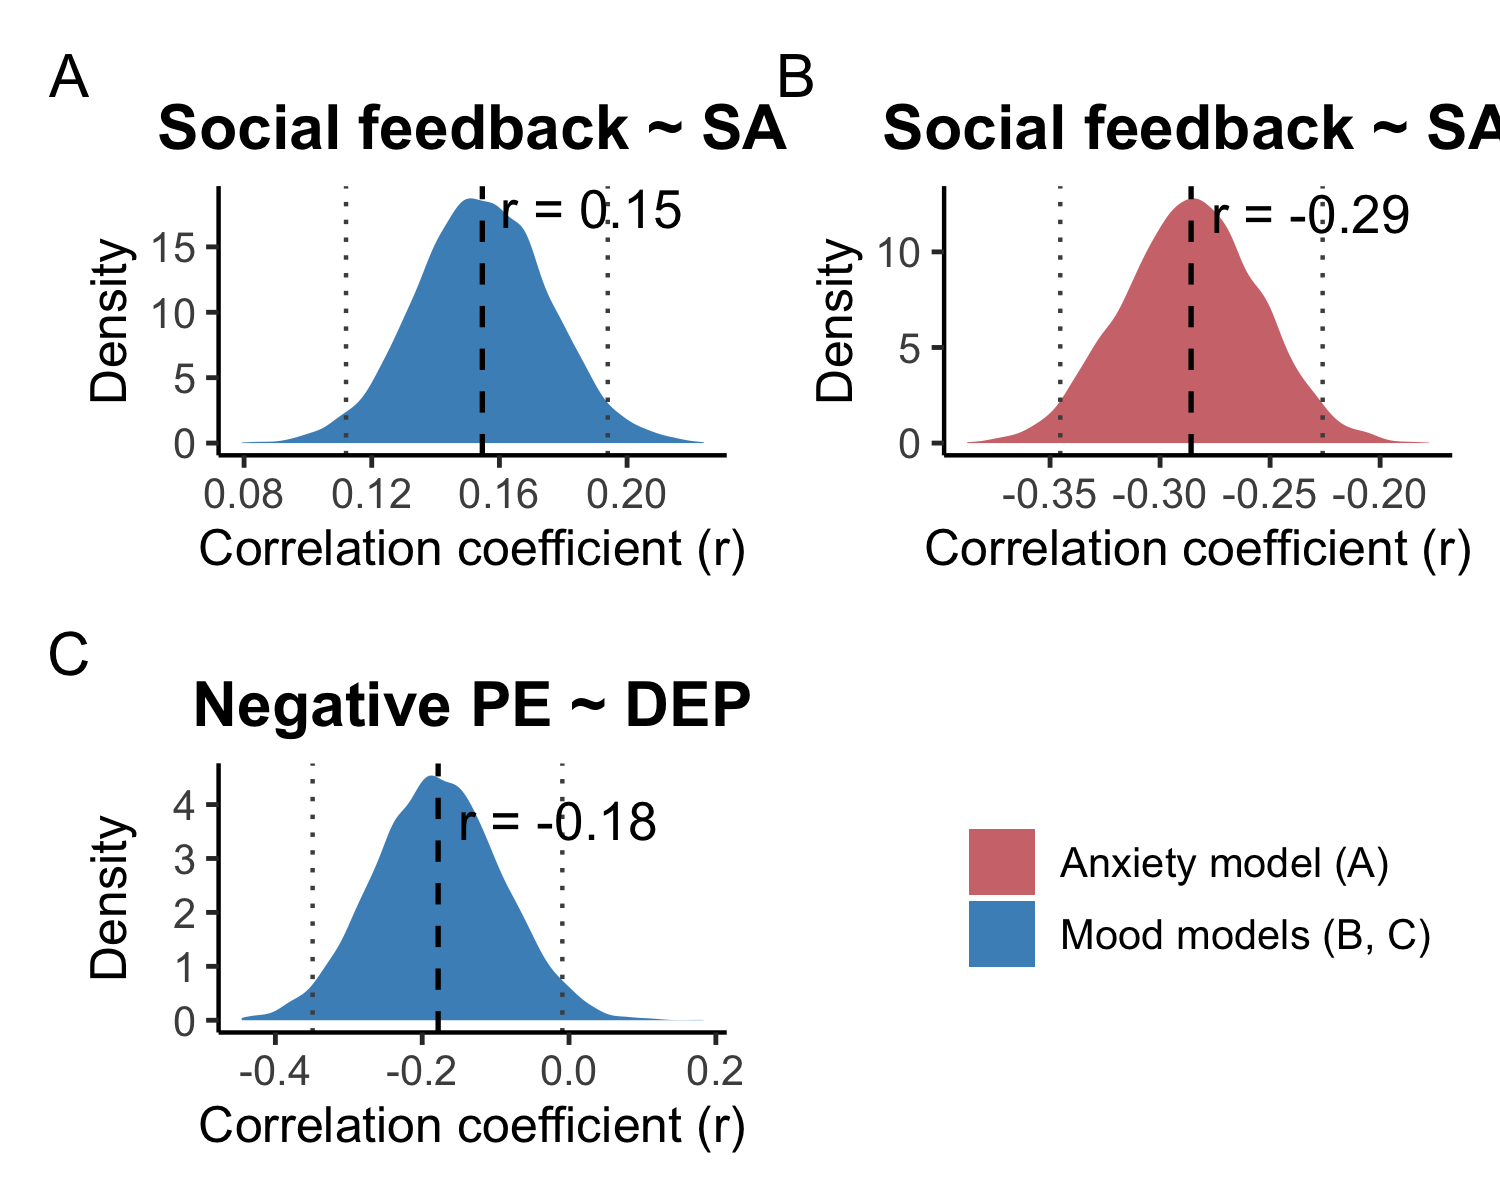 A
Social feedback ~ SA
r = 0.15
Density
15
10
5
0
0.08 0.12 0.16 0.20
Correlation coefficient (r)
B
Social feedback ~ SA
r = -0.29
Density
10
5
0
-0.35 -0.30 -0.25 -0.20
Correlation coefficient (r)
C
Negative PE ~ DEP
r = -0.18
Density
4
3
2
1
0
-0.4 -0.2 0.0 0.2
Correlation coefficient (r)
Anxiety model (A)
Mood models (B, C)